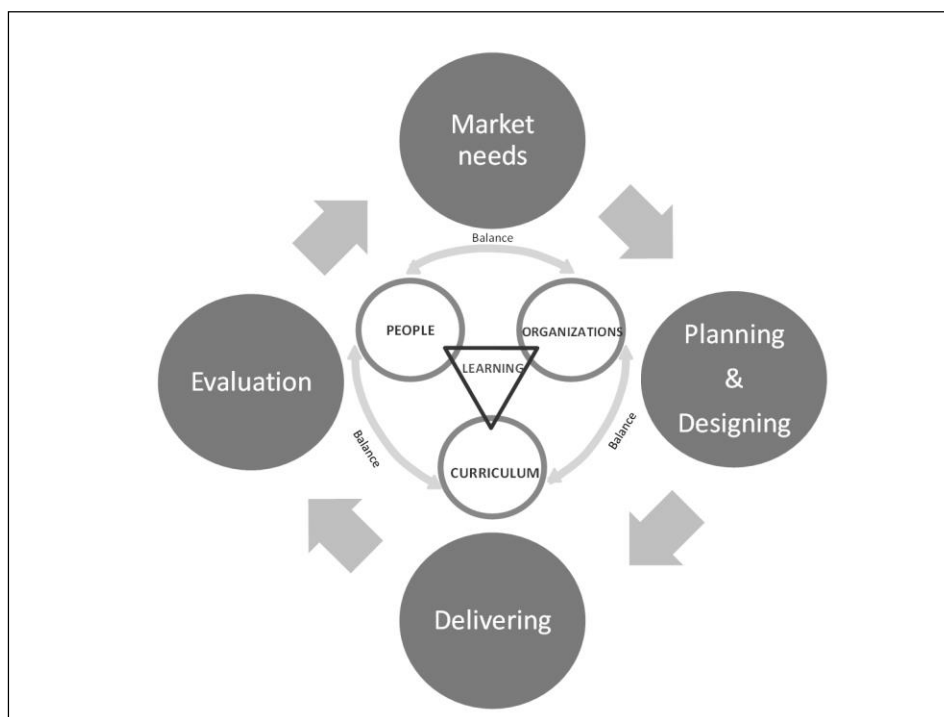 Market
needs
Balance
PEOPLE
ORGANIZATIONS
Planning
&
Designing
LEARNING
Evaluation
Balance
Balance
CURRICULUM
Delivering